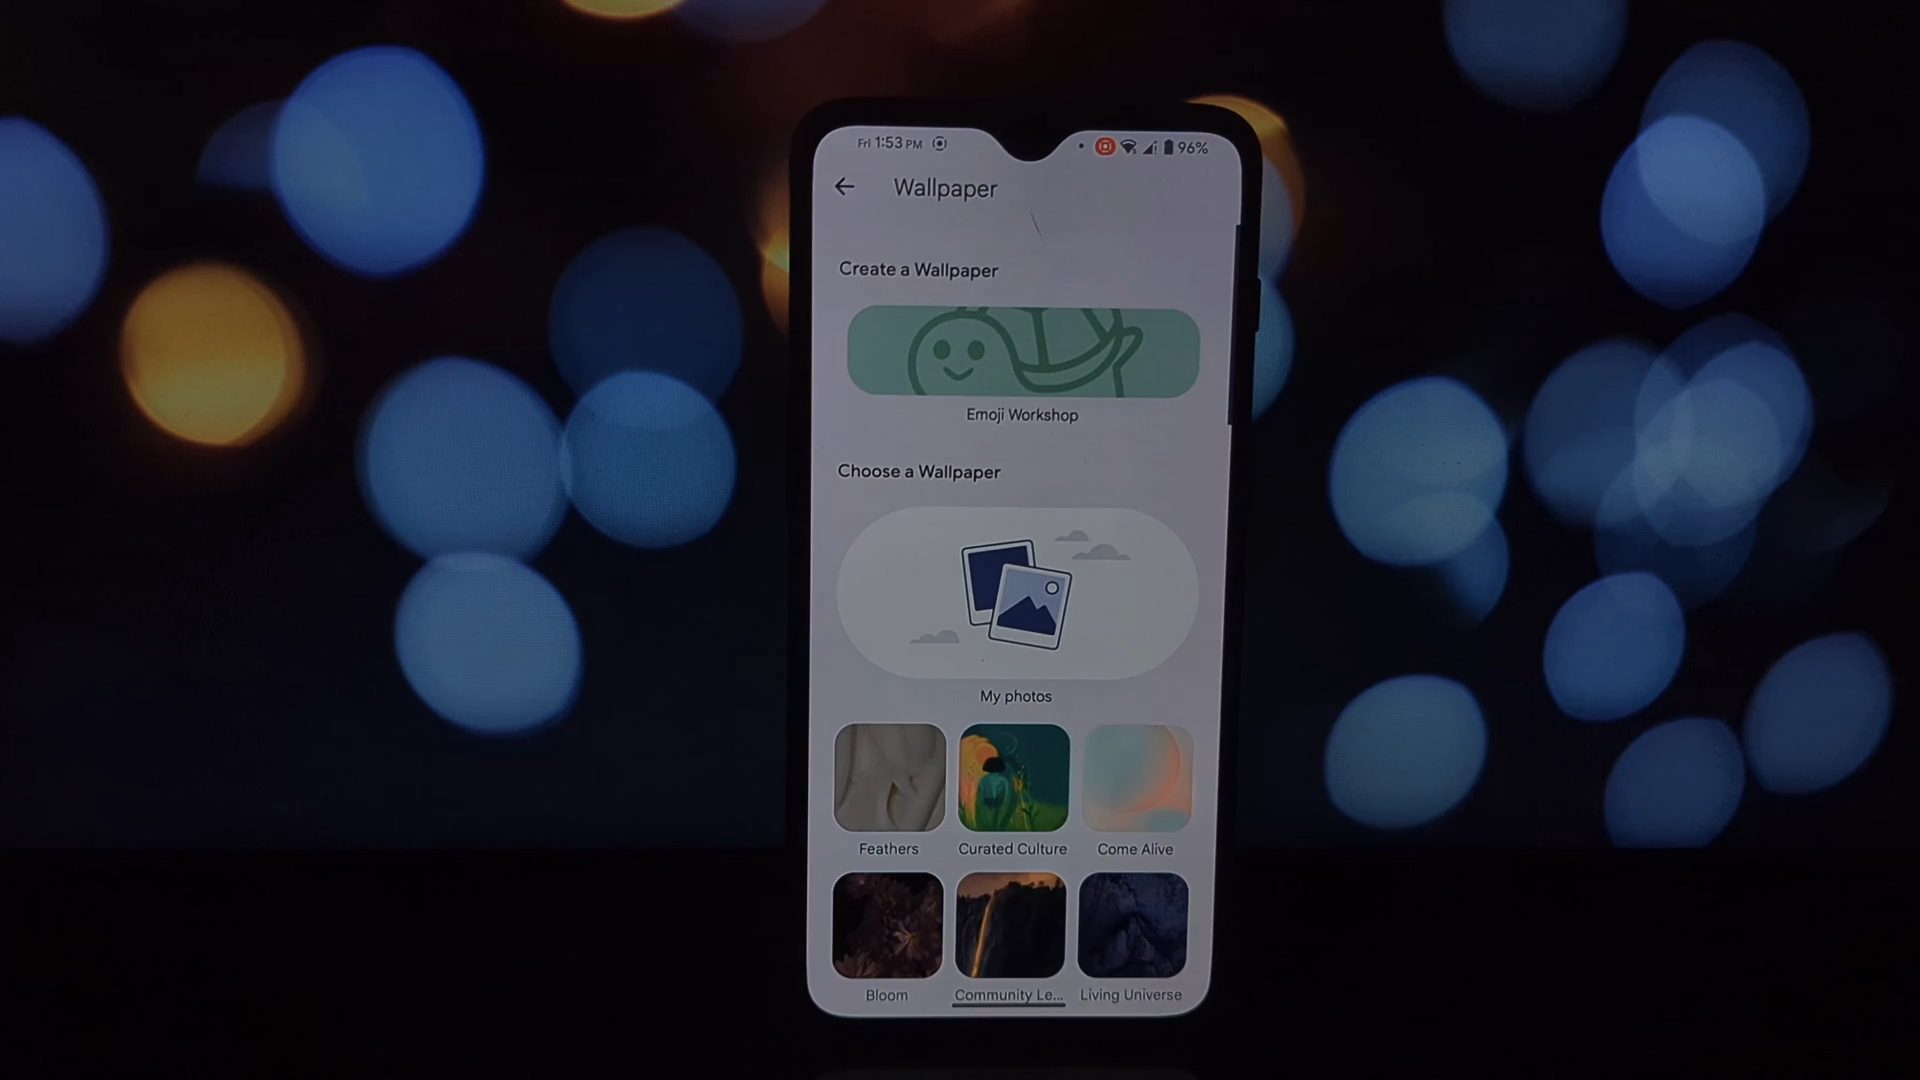 Fri 1:53 PM 96%
Wallpaper
Create a Wallpaper
Emoji Workshop
Choose a Wallpaper
My photos
Feathers Curated Culture Come Alive
Bloom Community Le... Living Universe